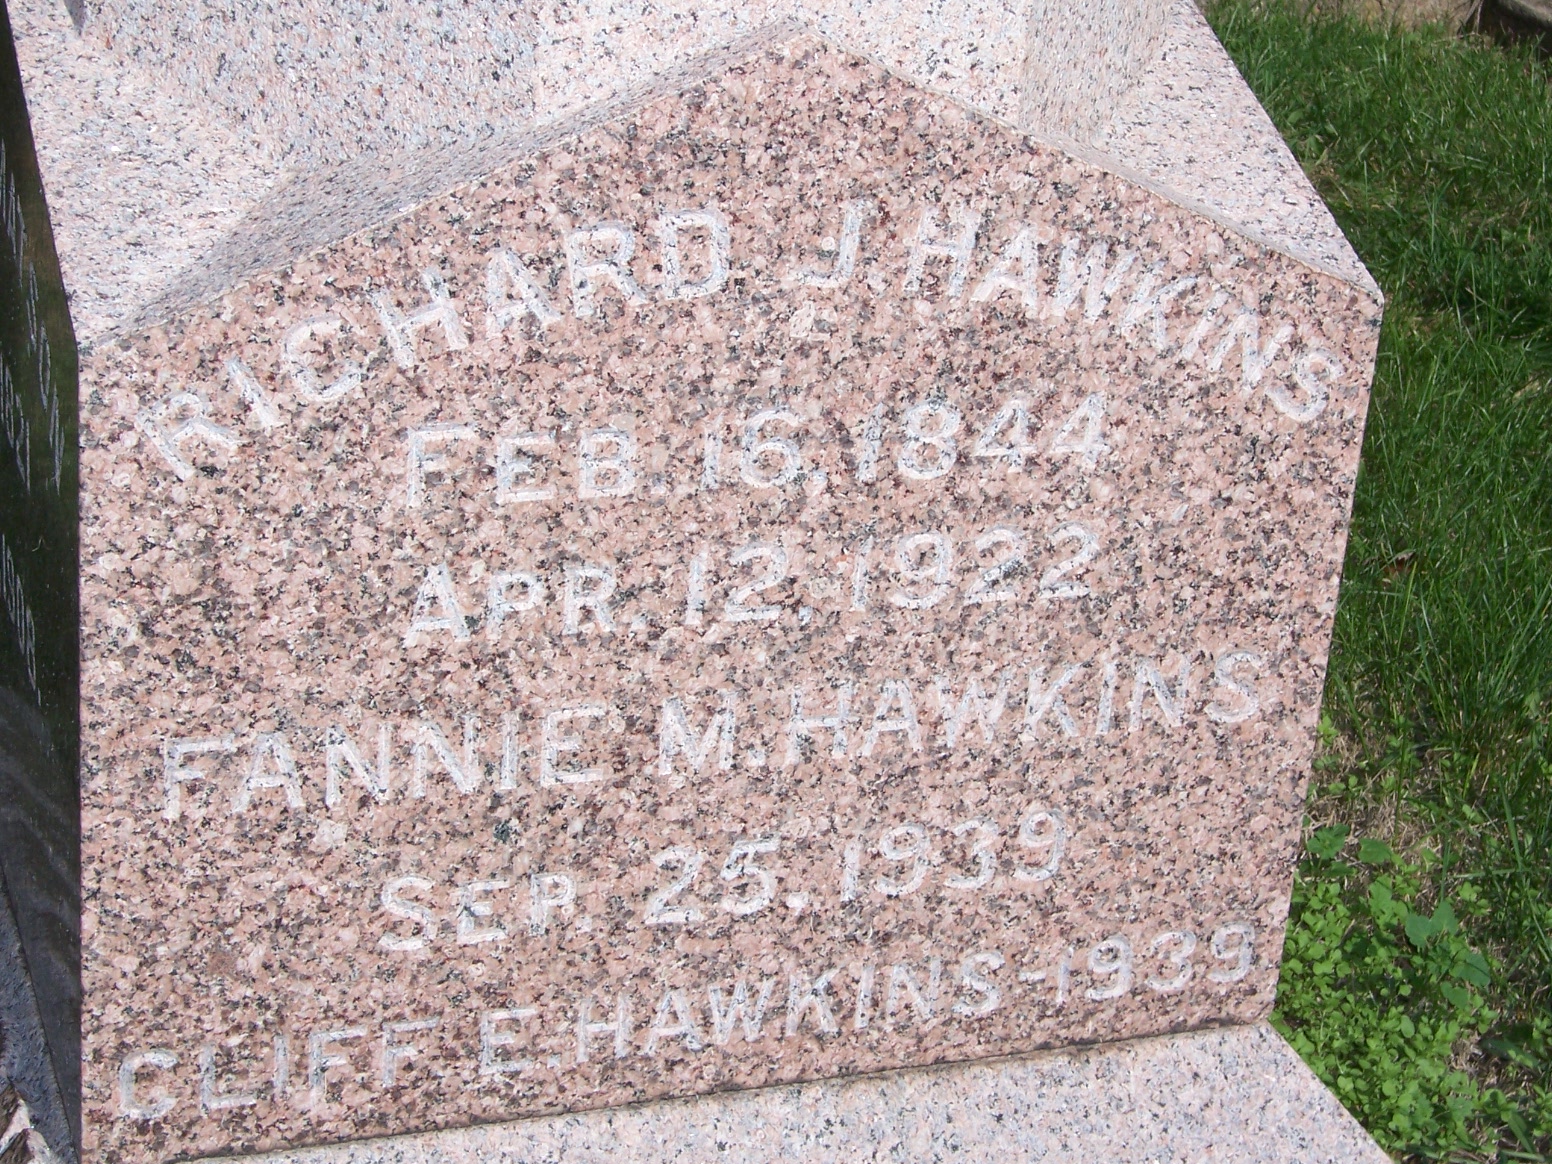 RICHARD J. HAWKINS
FEB. 16, 1844
APR. 12, 1922
FANNIE M. HAWKINS
SEP. 25. 1939
CLIFF E. HAWKINS-1939